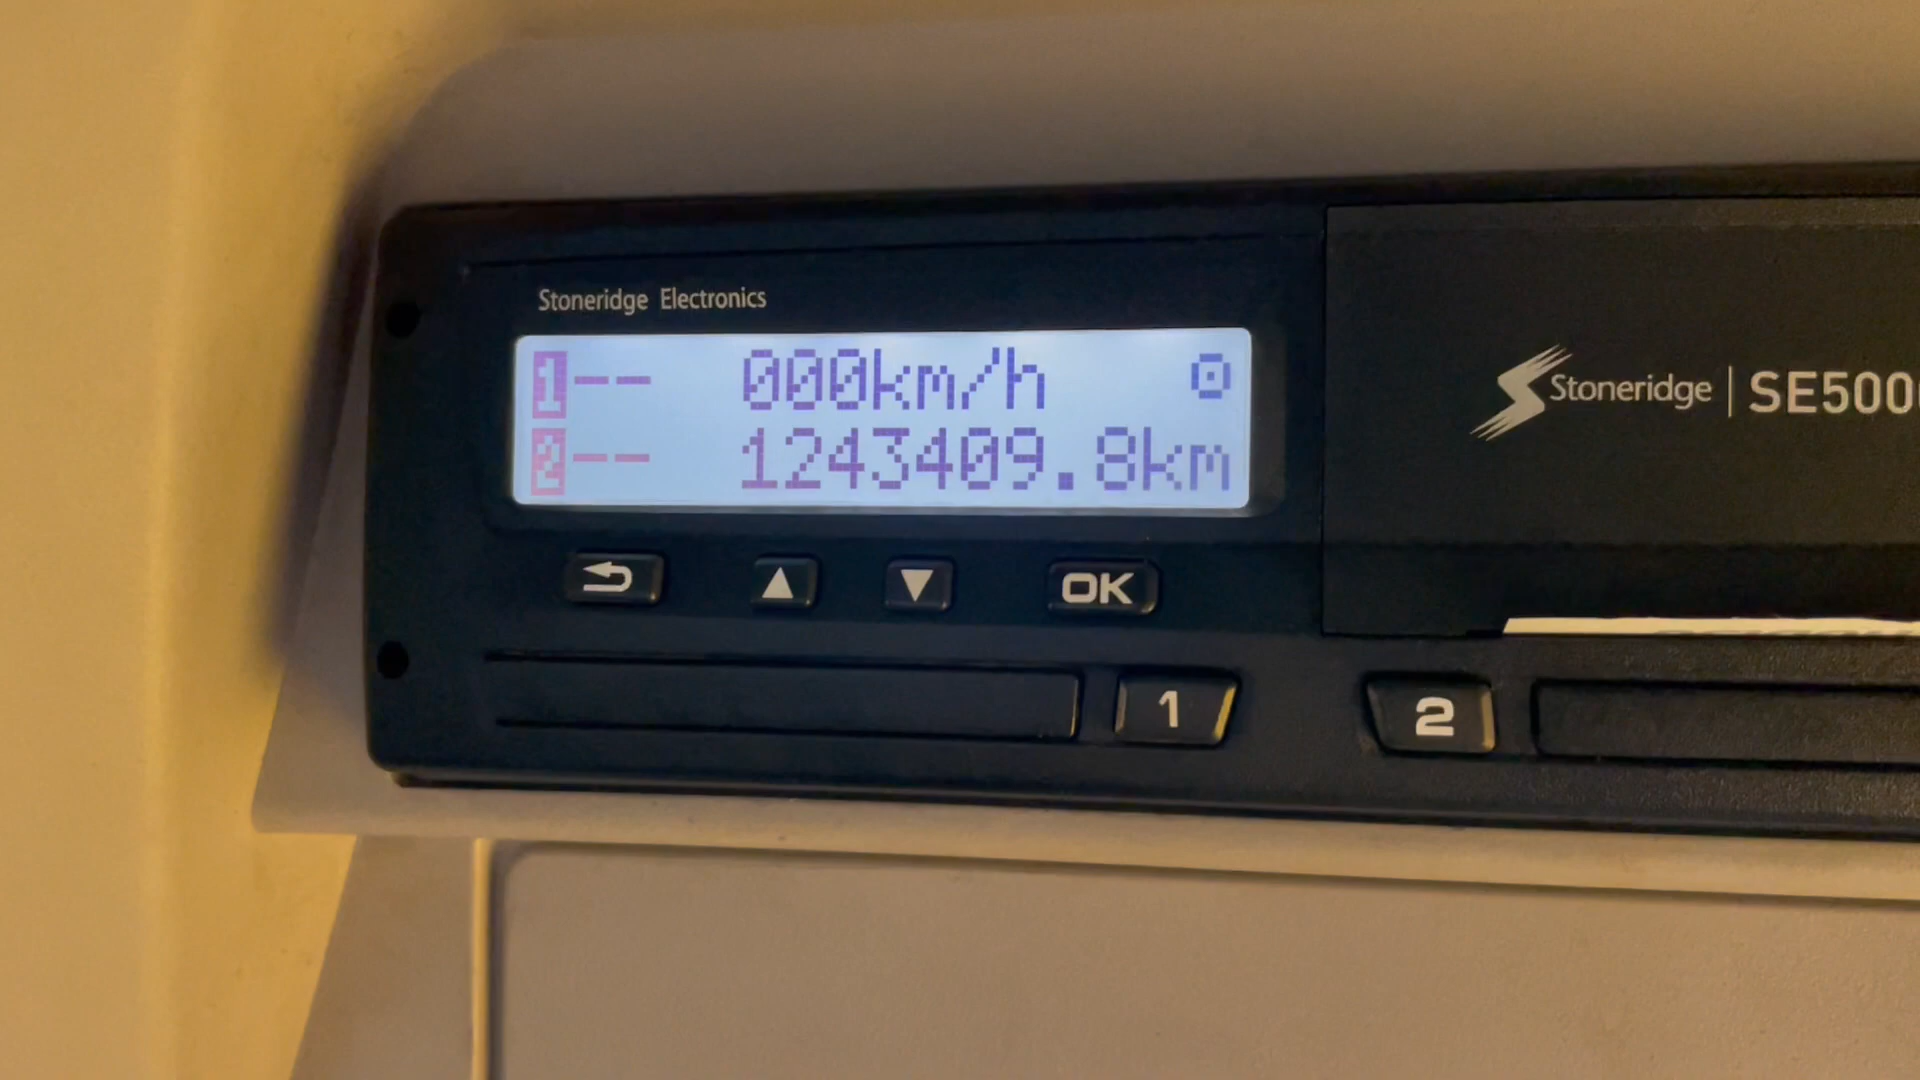 Stoneridge Electronics
1-- 000km/h
2-- 1243409.8km
Stoneridge | SE500
OK
1
2